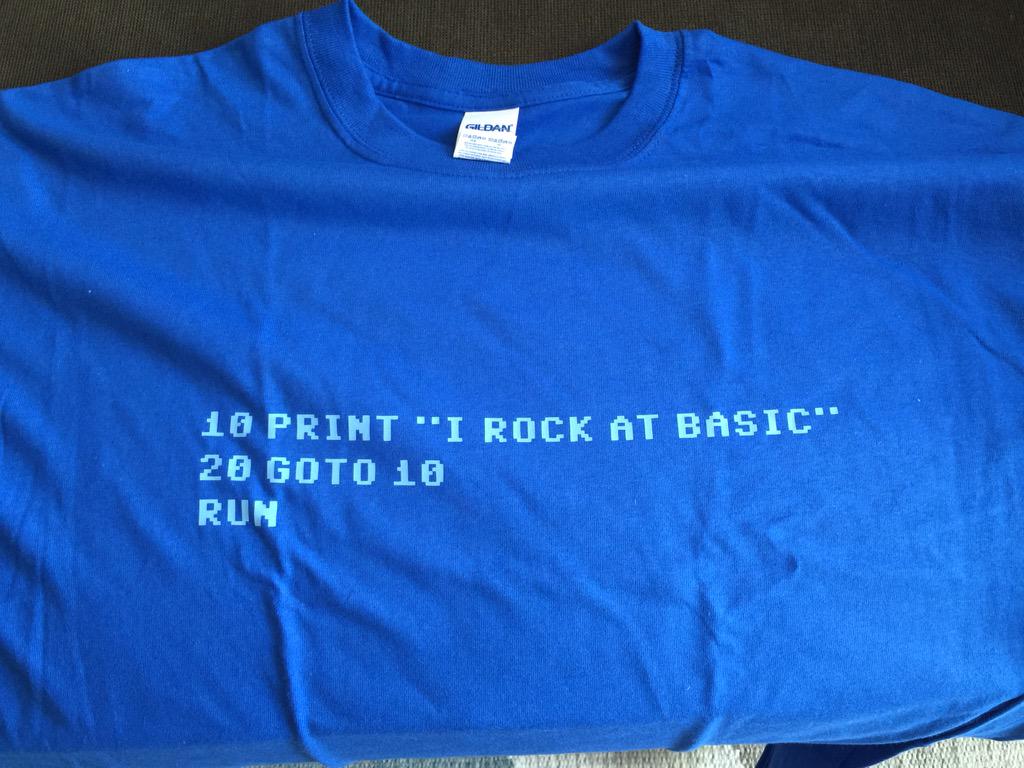 GILDAN
10 PRINT "I ROCK AT BASIC"
20 GOTO 10
RUN